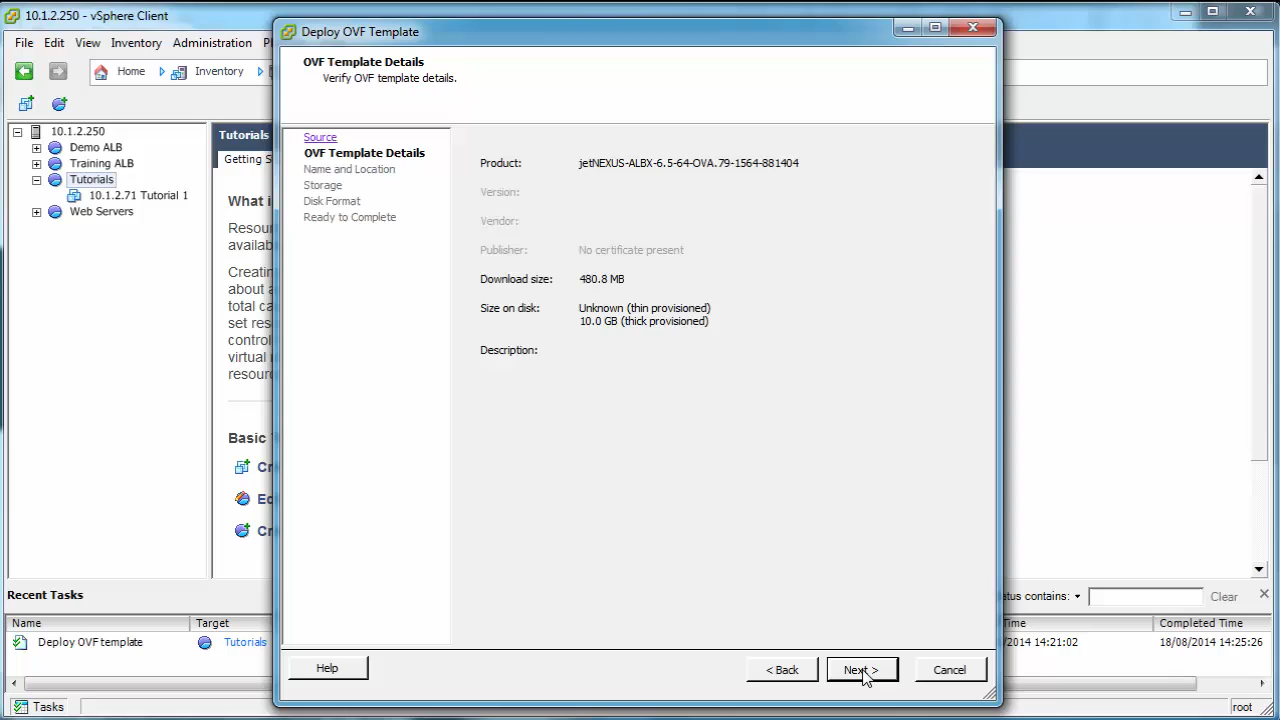 10.1.2.250 - vSphere Client
File Edit View Inventory Administration
Home Inventory
10.1.2.250
Demo ALB
Training ALB
Tutorials
10.1.2.71 Tutorial 1
Web Servers
Tutorials
Getting S
What i
Resour
availab
Creatin
about a
total ca
set res
control
virtual r
resourc
Basic
Cr
Ed
Cr
Deploy OVF Template
OVF Template Details
Verify OVF template details.
Source
OVF Template Details
Name and Location
Storage
Disk Format
Ready to Complete
Product: jetNEXUS-ALBX-6.5-64-OVA.79-1564-881404
Version:
Vendor:
Publisher: No certificate present
Download size: 480.8 MB
Size on disk: Unknown (thin provisioned)
10.0 GB (thick provisioned)
Description:
Help < Back Next > Cancel
Recent Tasks
atus contains: Clear
Name Target Time Completed Time
Deploy OVF template Tutorials /2014 14:21:02 18/08/2014 14:25:26
Tasks root